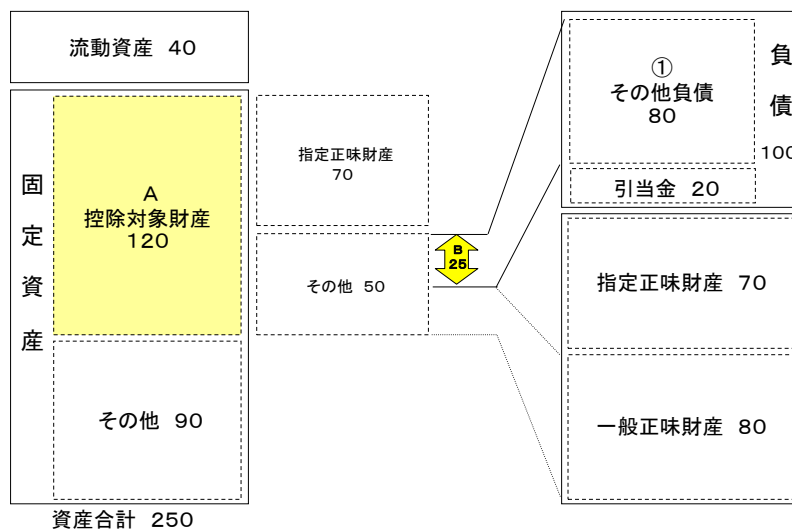 流動資産 40
固定資産
A
控除対象財産
120
その他 90
資産合計 250
指定正味財産
70
その他 50
B
25
①
その他負債
80
負債
100
引当金 20
指定正味財産 70
一般正味財産 80